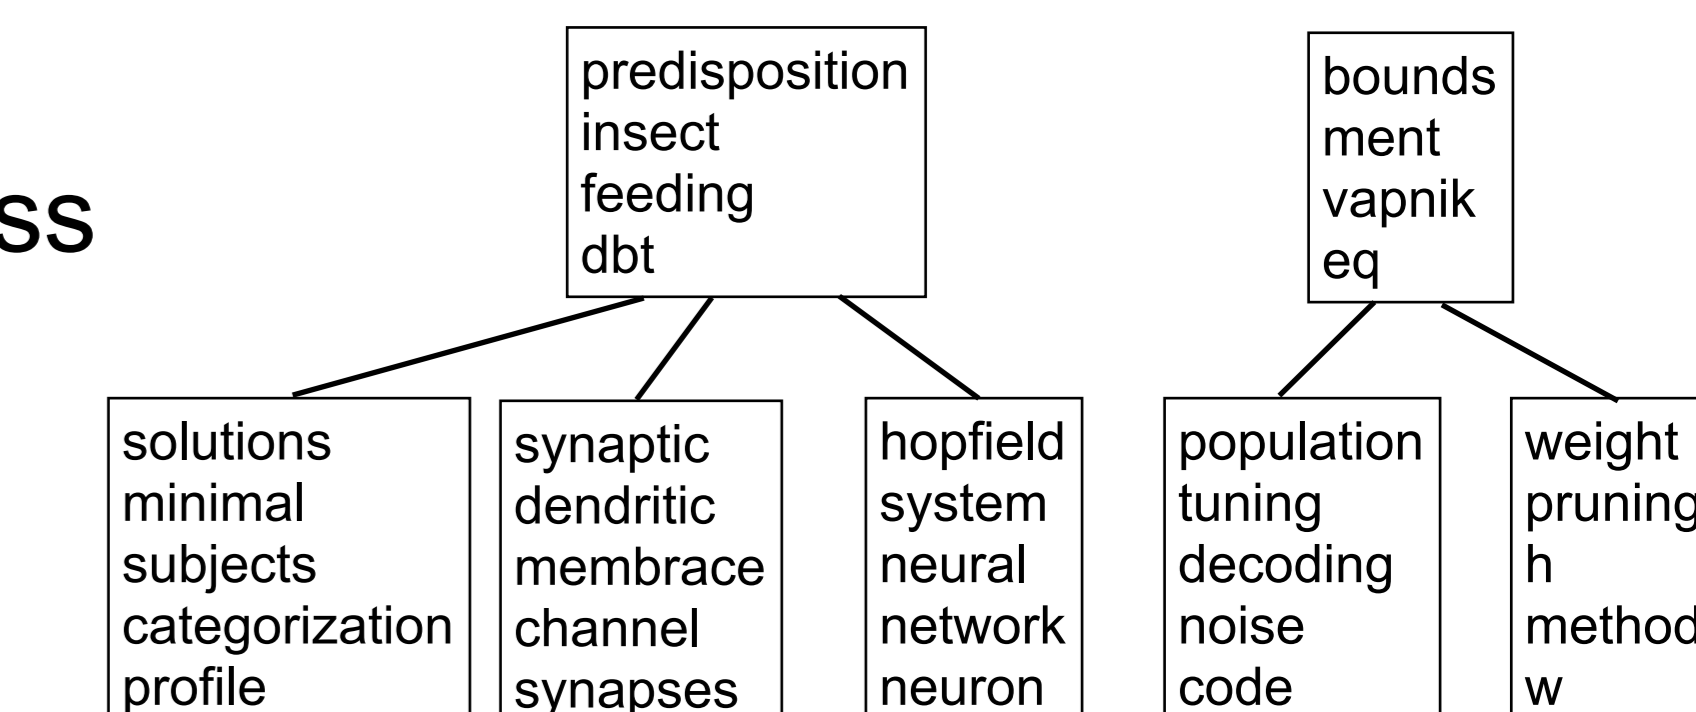 predisposition
insect
feeding
dbt
bounds
ment
vapnik
eq
ss
solutions
minimal
subjects
categorization
profile
synaptic
dendritic
membrace
channel
synapses
hopfield
system
neural
network
neuron
population
tuning
decoding
noise
code
weight
pruning
h
method
w